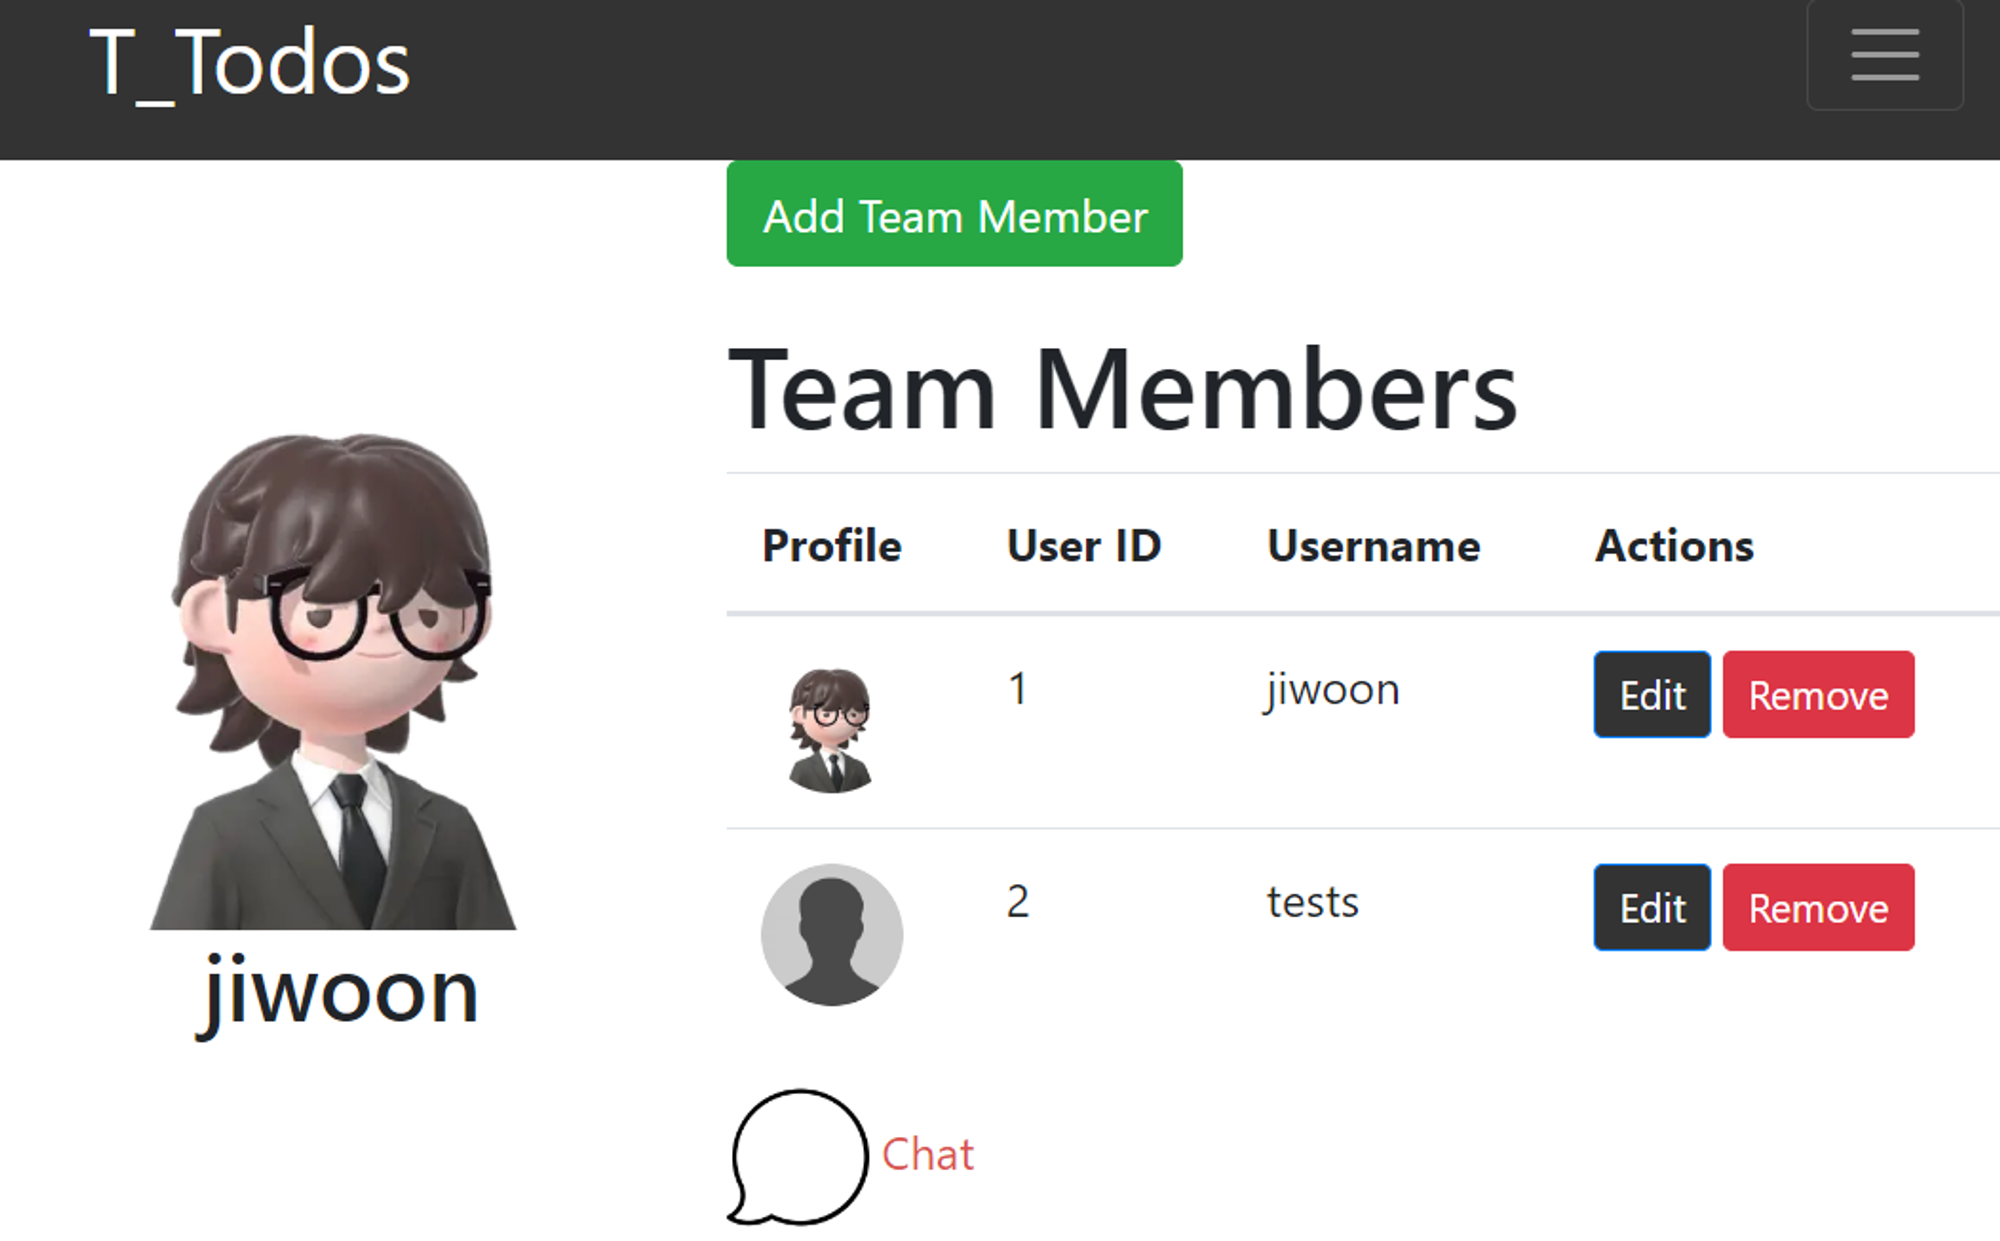 T_Todos
Add Team Member
Team Members
Profile User ID Username Actions
1 jiwoon Edit Remove
2 tests Edit Remove
jiwoon
Chat